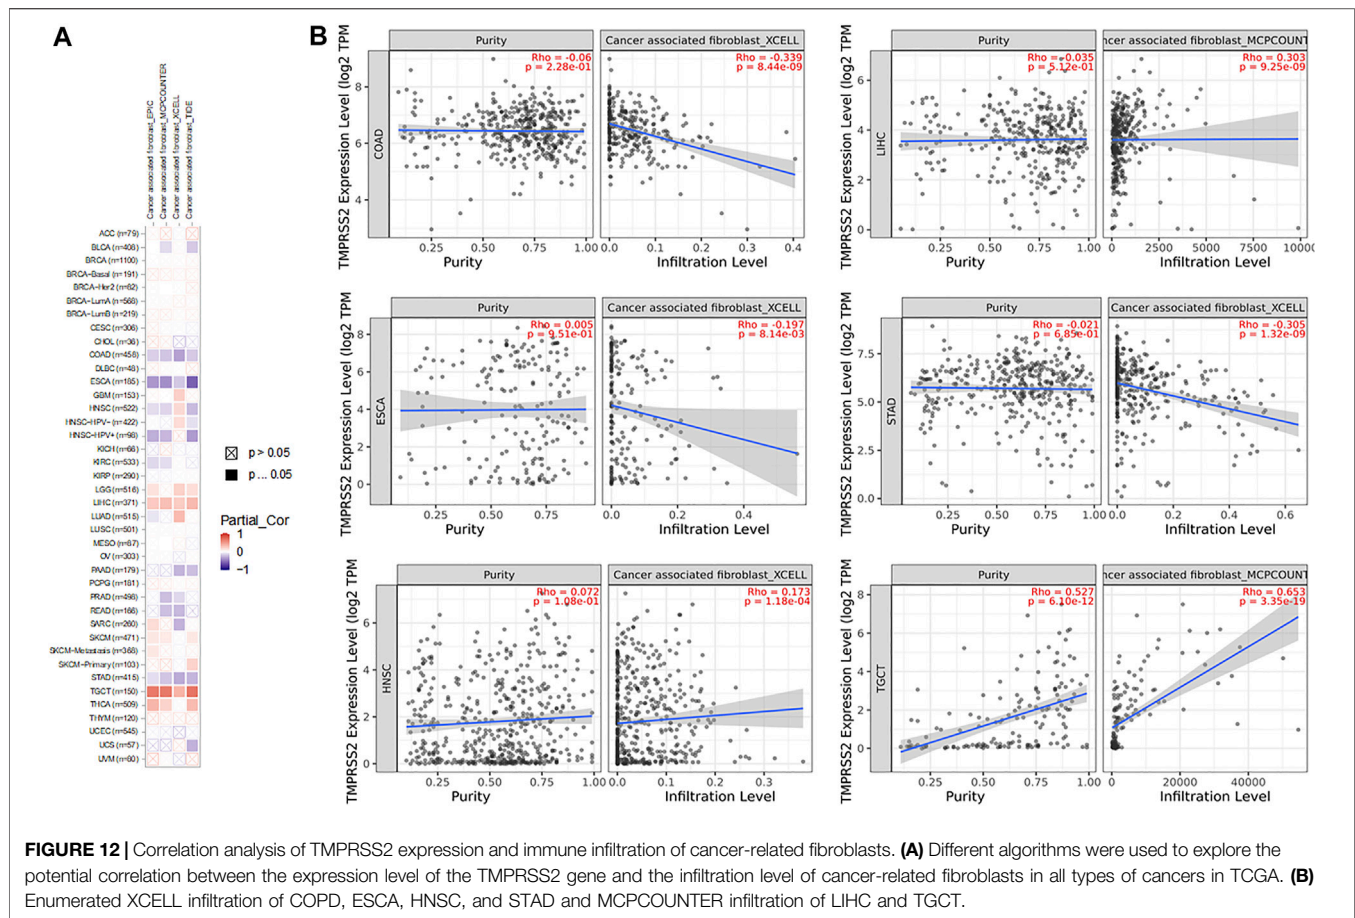 A
B
Cancer associated fibroblast_EPIC
Cancer associated fibroblast_MCPCOUNTER
Cancer associated fibroblast_XCELL
Cancer associated fibroblast_TIDE
ACC (n=79)
BLCA (n=408)
BRCA (n=1100)
BRCA-Basal (n=191)
BRCA-Her2 (n=82)
BRCA-LumA (n=568)
BRCA-LumB (n=219)
CESC (n=306)
CHOL (n=36)
COAD (n=458)
DLBC (n=48)
ESCA (n=185)
GBM (n=153)
HNSC (n=522)
HNSC-HPV- (n=422)
HNSC-HPV+ (n=98)
KICH (n=66)
KIRC (n=533)
KIRP (n=290)
LGG (n=516)
LIHC (n=371)
LUAD (n=515)
LUSC (n=501)
MESO (n=87)
OV (n=303)
PAAD (n=179)
PCPG (n=181)
PRAD (n=498)
READ (n=166)
SARC (n=260)
SKCM (n=471)
SKCM-Metastasis (n=368)
SKCM-Primary (n=103)
STAD (n=415)
TGCT (n=150)
THCA (n=509)
THYM (n=120)
UCEC (n=545)
UCS (n=57)
UVM (n=80)
p > 0.05
p ... 0.05
Partial_Cor
1
0
-1
TMPRSS2 Expression Level (log2 TPM
COAD
Purity
Cancer associated fibroblast_XCELL
Rho = -0.06
p = 2.28e-01
Rho = -0.339
p = 8.44e-09
8
6
4
0.25 0.50 0.75 1.00 0.0 0.1 0.2 0.3 0.4
Purity
Infiltration Level
TMPRSS2 Expression Level (log2 TPM
LIHC
Purity
ncer associated fibroblast_MCPCOUNT
Rho = -0.035
p = 5.12e-01
Rho = 0.303
p = 9.25e-09
6
4
2
0
0.25 0.50 0.75 1.00 0 2500 5000 7500 1000
Purity
Infiltration Level
TMPRSS2 Expression Level (log2 TPM
ESCA
Purity
Cancer associated fibroblast_XCELL
Rho = 0.005
p = 9.51e-01
Rho = -0.197
p = 8.14e-03
8
6
4
2
0
0.25 0.50 0.75 0.0 0.2 0.4
Purity
Infiltration Level
TMPRSS2 Expression Level (log2 TPM
STAD
Purity
Cancer associated fibroblast_XCELL
Rho = -0.021
p = 6.85e-01
Rho = -0.305
p = 1.32e-09
7.5
5.0
2.5
0.0
0.25 0.50 0.75 1.00 0.0 0.2 0.4 0.6
Purity
Infiltration Level
TMPRSS2 Expression Level (log2 TPM
HNSC
Purity
Cancer associated fibroblast_XCELL
Rho = 0.072
p = 1.08e-01
Rho = 0.173
p = 1.18e-04
6
4
2
0
0.25 0.50 0.75 1.00 0.0 0.1 0.2 0.3
Purity
Infiltration Level
TMPRSS2 Expression Level (log2 TPM
TGCT
Purity
ncer associated fibroblast_MCPCOUNT
Rho = 0.527
p = 6.10e-12
Rho = 0.653
p = 3.35e-19
6
4
2
0
0.25 0.50 0.75 1.00 0 20000 40000
Purity
Infiltration Level
FIGURE 12 | Correlation analysis of TMPRSS2 expression and immune infiltration of cancer-related fibroblasts. (A) Different algorithms were used to explore the
potential correlation between the expression level of the TMPRSS2 gene and the infiltration level of cancer-related fibroblasts in all types of cancers in TCGA. (B)
Enumerated XCELL infiltration of COPD, ESCA, HNSC, and STAD and MCPCOUNTER infiltration of LIHC and TGCT.